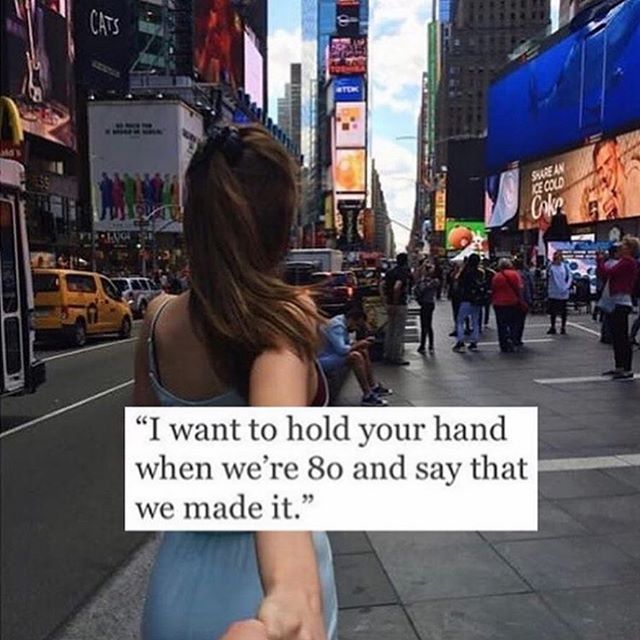 CATS
TDK
SHARE AN
ICE COLD
Coke
“I want to hold your hand
when we’re 80 and say that
we made it.”